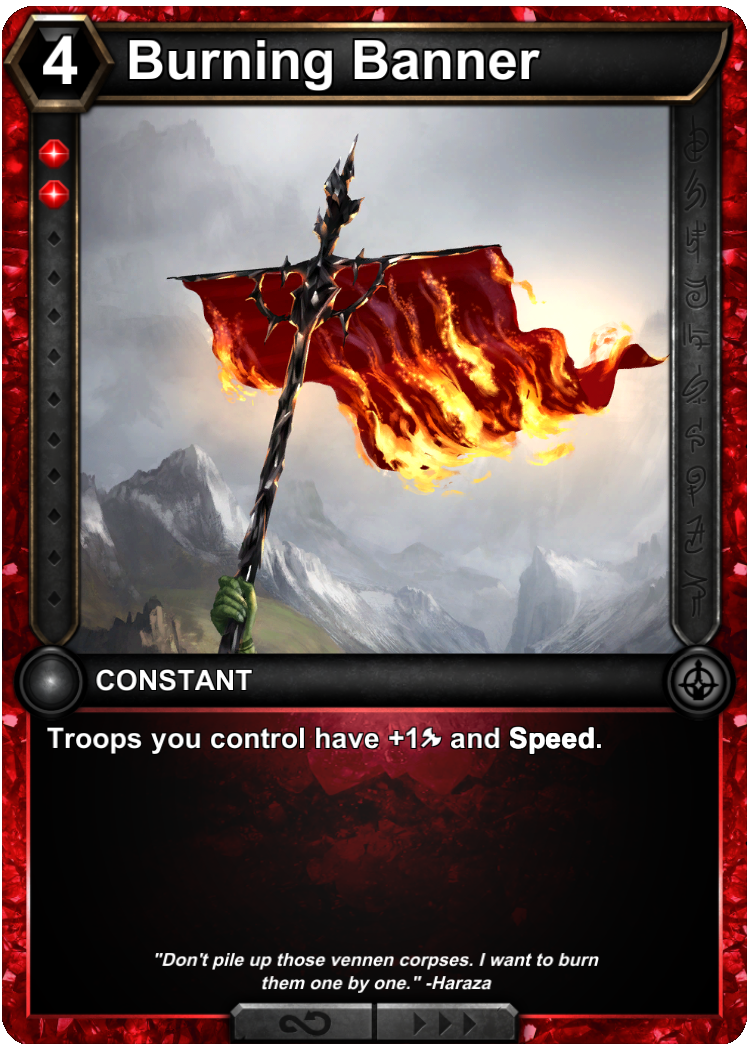 4 Burning Banner
CONSTANT
Troops you control have +1 and Speed.
"Don't pile up those vennen corpses. I want to burn
them one by one." -Haraza